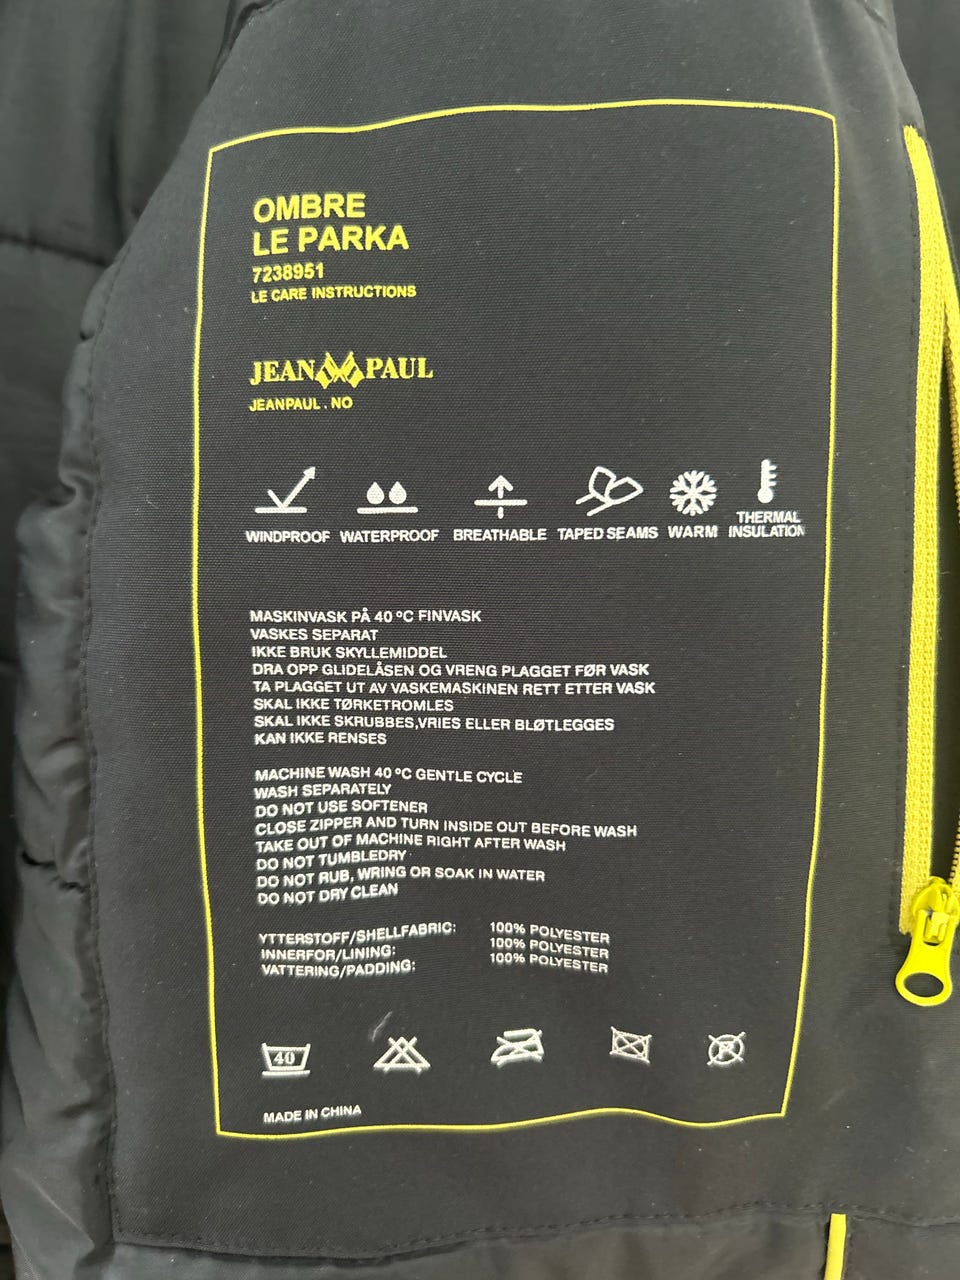 OMBRE
LE PARKA
7238951
LE CARE INSTRUCTIONS
JEAN PAUL
JEANPAUL.NO
WINDPROOF WATERPROOF BREATHABLE TAPED SEAMS WARM THERMAL INSULATION
MASKINVASK PÅ 40 ºC FINVASK
VASKES SEPARAT
IKKE BRUK SKYLLEMIDDEL
DRA OPP GLIDELÅSEN OG VRENG PLAGGET FØR VASK
TA PLAGGET UT AV VASKEMASKINEN RETT ETTER VASK
SKAL IKKE TØRKETROMLES
SKAL IKKE SKRUBBES,VRIES ELLER BLØTLEGGES
KAN IKKE RENSES
MACHINE WASH 40 ºC GENTLE CYCLE
WASH SEPARATELY
DO NOT USE SOFTENER
CLOSE ZIPPER AND TURN INSIDE OUT BEFORE WASH
TAKE OUT OF MACHINE RIGHT AFTER WASH
DO NOT TUMBLEDRY
DO NOT RUB, WRING OR SOAK IN WATER
DO NOT DRY CLEAN
YTTERSTOFF/SHELLFABRIC: 100% POLYESTER
INNERFOR/LINING: 100% POLYESTER
VATTERING/PADDING: 100% POLYESTER
40 P
MADE IN CHINA